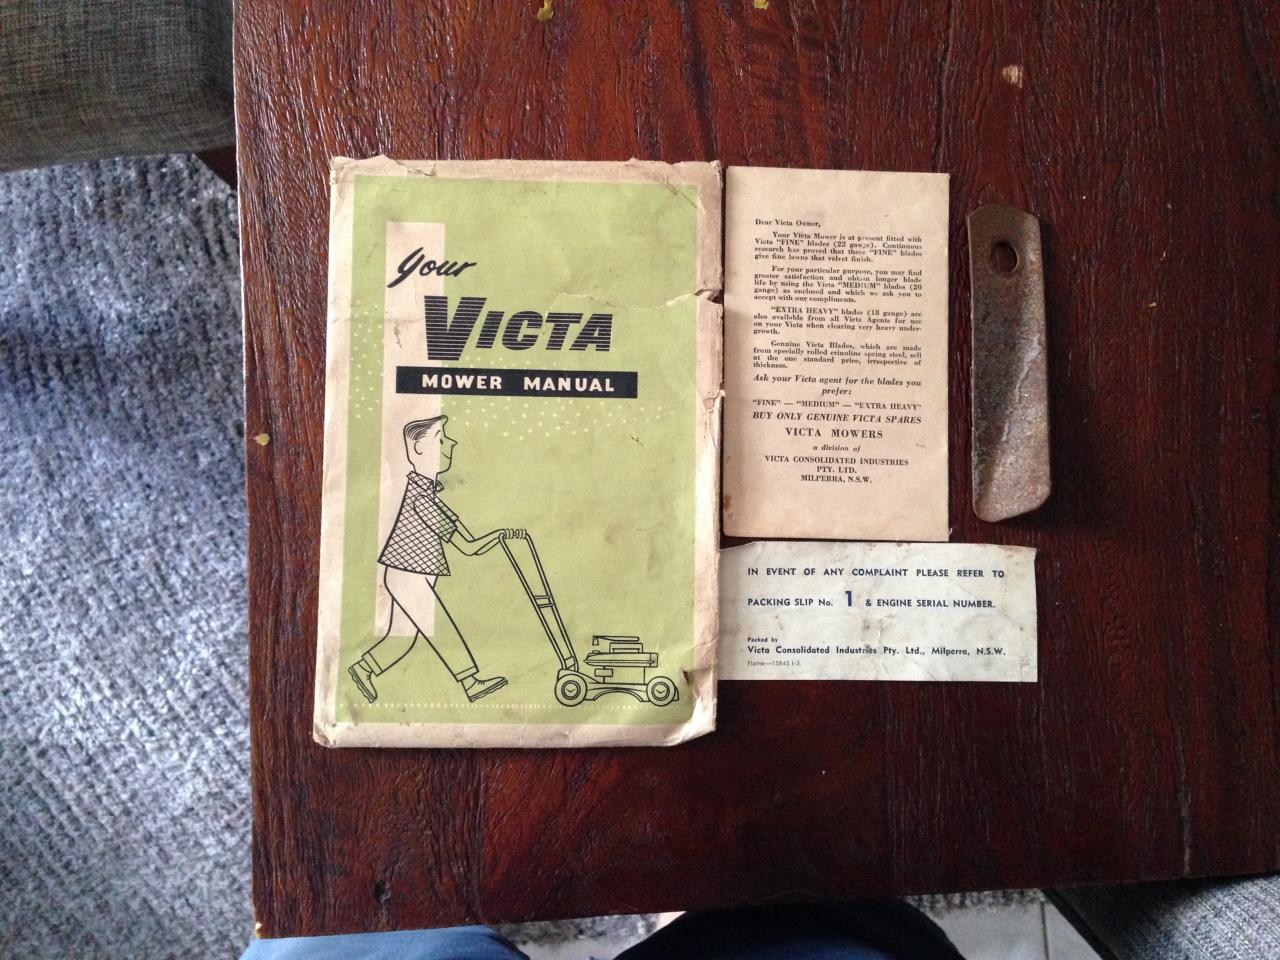 your
VICTA
MOWER MANUAL
Dear Victa Owner,
Your Victa Mower is at present fitted with
Victa "FINE" blades (22 gauge). Continuous
research has proved that these "FINE" blades
give fine lawns that velvet finish.
For your particular purpose, you may find
greater satisfaction and obtain longer blade
life by using the Victa "MEDIUM" blades (20
gauge) as enclosed and which we ask you to
accept with our compliments.
"EXTRA HEAVY" blades (18 gauge) are
also available from all Victa Agents for use
on your Victa when clearing very heavy under-
growth.
Genuine Victa Blades, which are made
from specially rolled crinoline spring steel, sell
at the one standard price, irrespective of
thickness.
Ask your Victa agent for the blades you
prefer:
"FINE" — "MEDIUM" — "EXTRA HEAVY"
BUY ONLY GENUINE VICTA SPARES
VICTA MOWERS
a division of
VICTA CONSOLIDATED INDUSTRIES
PTY. LTD.
MILPERRA, N.S.W.
IN EVENT OF ANY COMPLAINT PLEASE REFER TO
PACKING SLIP No. 1 & ENGINE SERIAL NUMBER.
Packed by
Victa Consolidated Industries Pty. Ltd., Milperra, N.S.W.
Flame—15845 1-3.